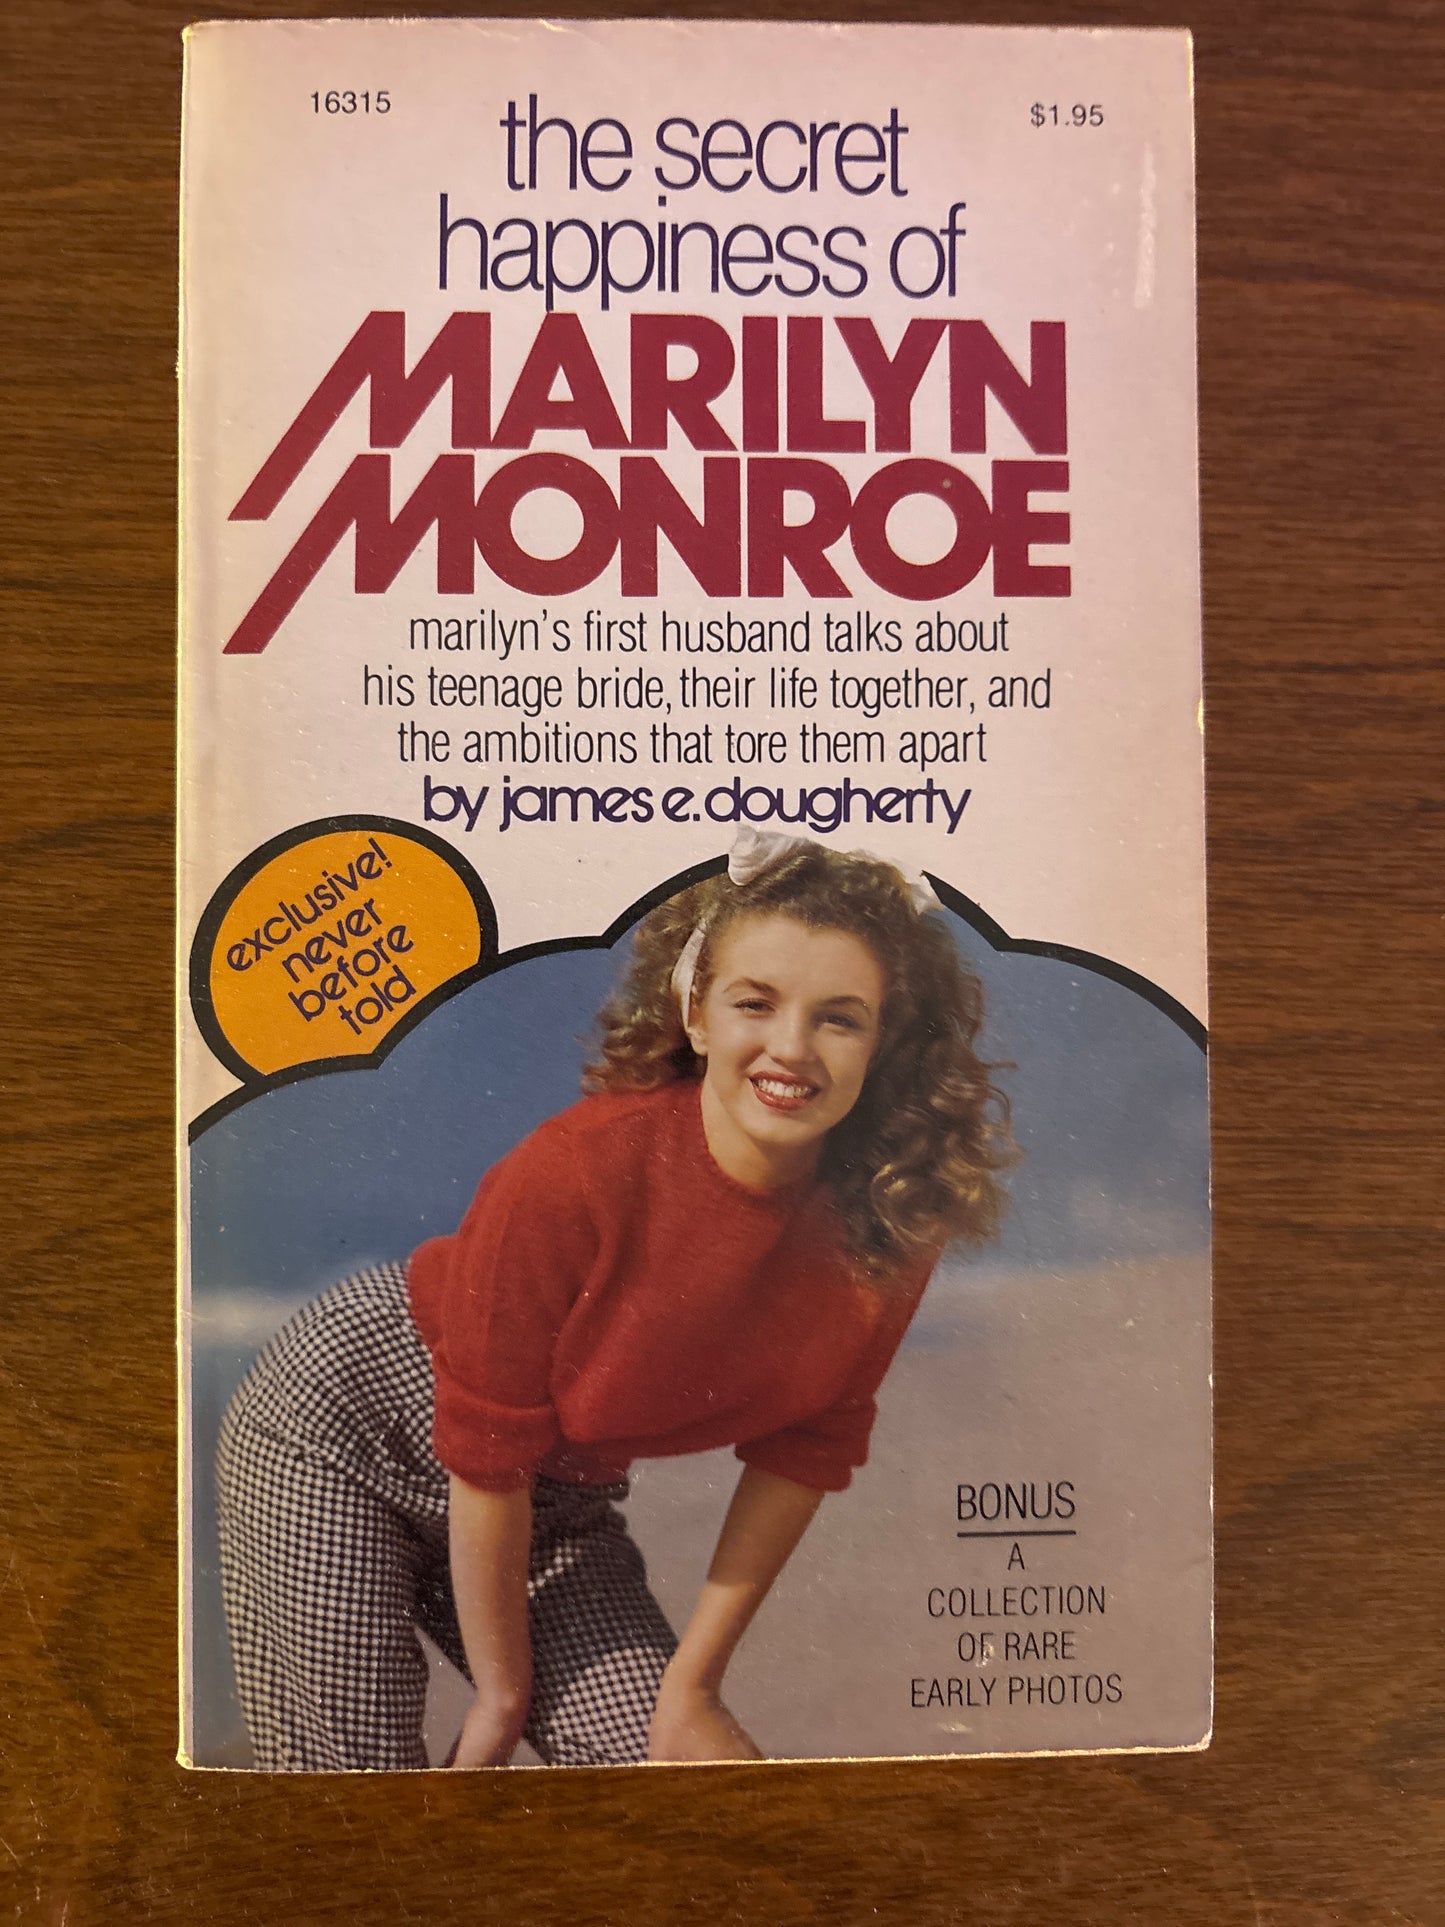 16315
$1.95
the secret
happiness of
MARILYN
MONROE
marilyn's first husband talks about
his teenage bride, their life together, and
the ambitions that tore them apart
by james e. dougherty
exclusive!
never
before
told
BONUS
A
COLLECTION
OF RARE
EARLY PHOTOS